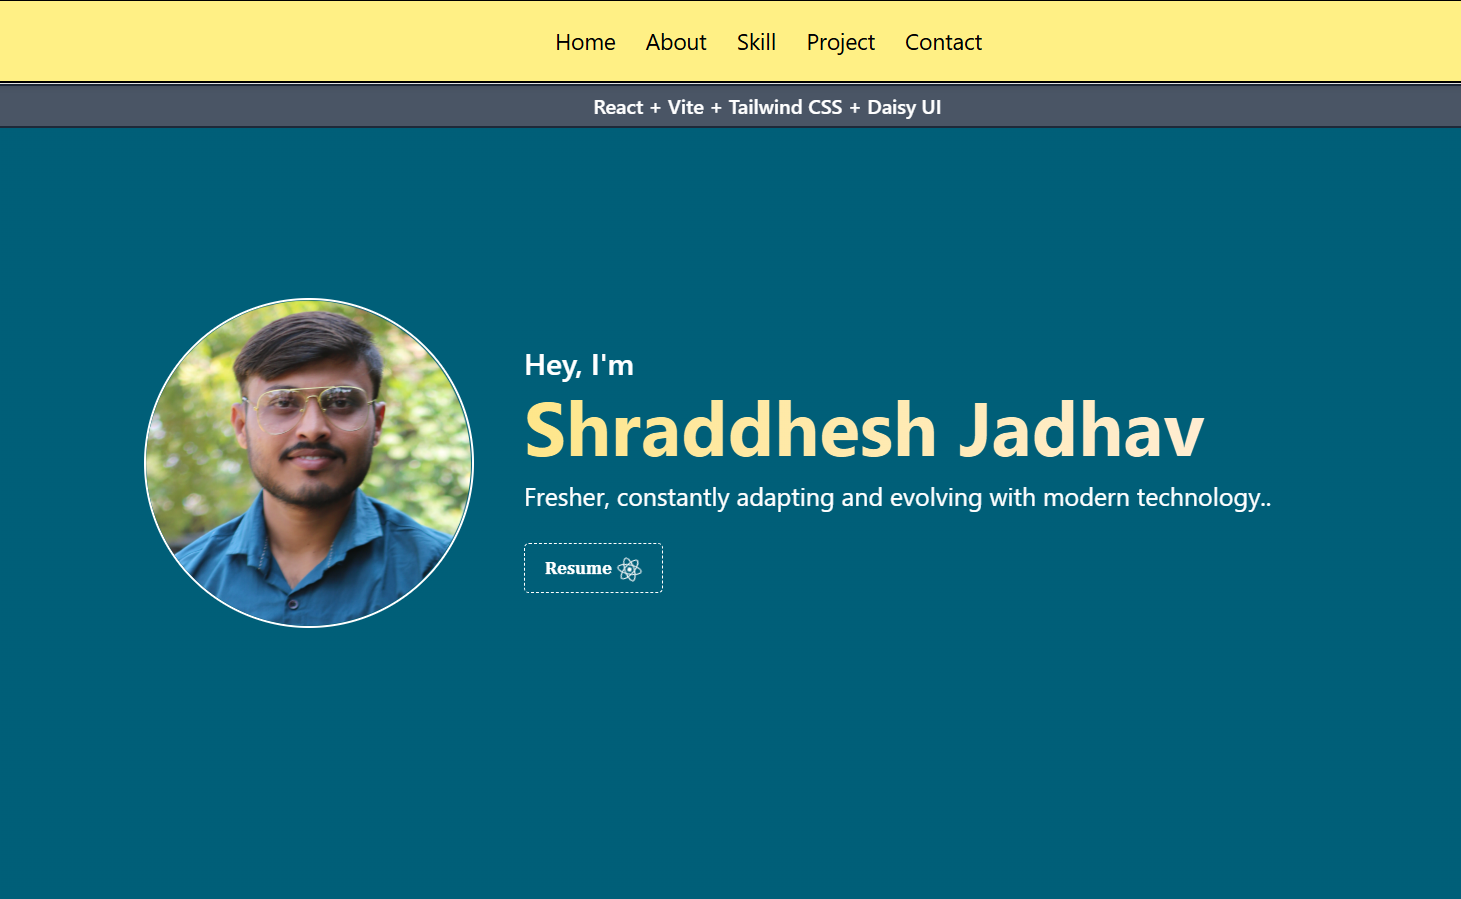 Home About Skill Project Contact
React + Vite + Tailwind CSS + Daisy UI
Hey, I'm
Shraddhesh Jadhav
Fresher, constantly adapting and evolving with modern technology..
Resume